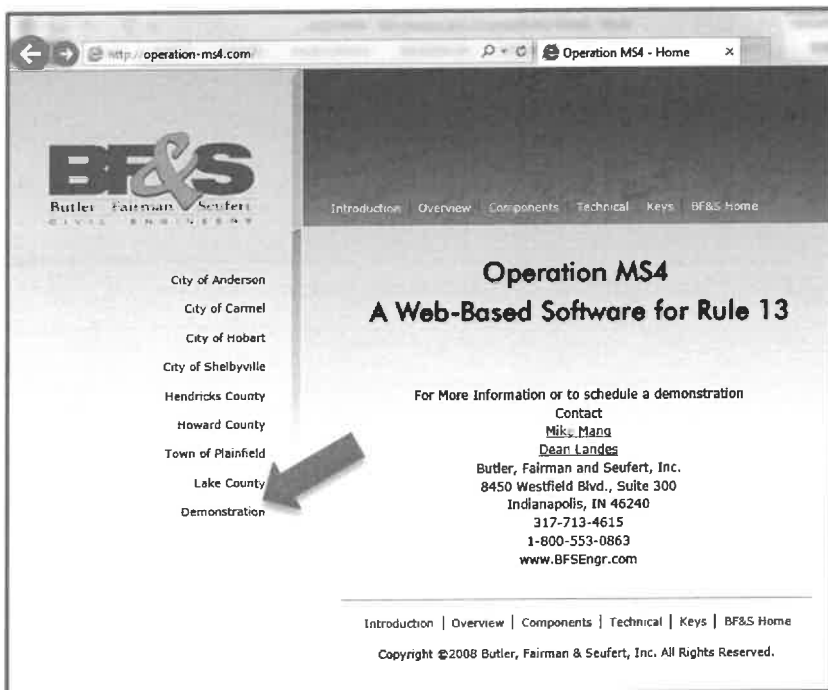 http://operation-ms4.com/
Operation MS4 - Home
BF&S
Butler Fairman Seufert
CIVIL ENGINEERS
Introduction Overview Components Technical Keys BF&S Home
City of Anderson
City of Carmel
City of Hobart
City of Shelbyville
Hendricks County
Howard County
Town of Plainfield
Lake County
Demonstration
Operation MS4
A Web-Based Software for Rule 13
For More Information or to schedule a demonstration
Contact
Mike Mang
Dean Landes
Butler, Fairman and Seufert, Inc.
8450 Westfield Blvd., Suite 300
Indianapolis, IN 46240
317-713-4615
1-800-553-0863
www.BFSEngr.com
Introduction | Overview | Components | Technical | Keys | BF&S Home
Copyright ©2008 Butler, Fairman & Seufert, Inc. All Rights Reserved.